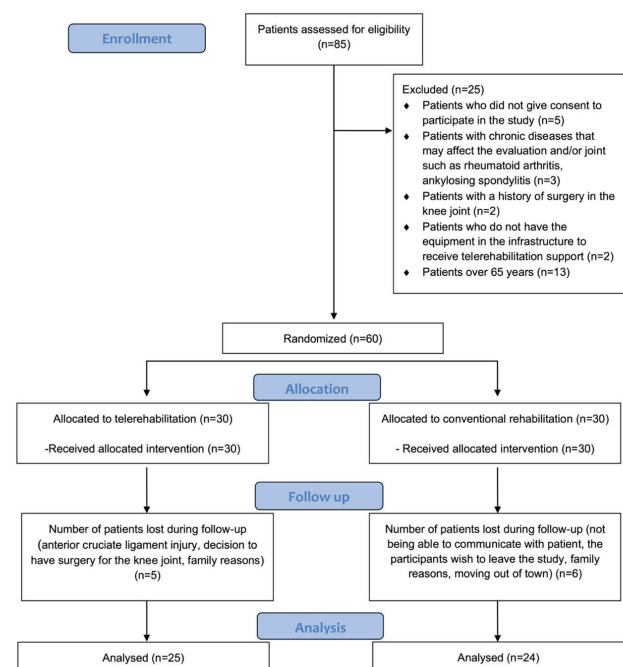 Enrollment
Patients assessed for eligibility
(n=85)
Excluded (n=25)
♦ Patients who did not give consent to
participate in the study (n=5)
♦ Patients with chronic diseases that
may affect the evaluation and/or joint
such as rheumatoid arthritis,
ankylosing spondylitis (n=3)
♦ Patients with a history of surgery in the
knee joint (n=2)
♦ Patients who do not have the
equipment in the infrastructure to
receive telerehabilitation support (n=2)
♦ Patients over 65 years (n=13)
Randomized (n=60)
Allocation
Allocated to telerehabilitation (n=30)
-Received allocated intervention (n=30)
Allocated to conventional rehabilitation (n=30)
- Received allocated intervention (n=30)
Follow up
Number of patients lost during follow-up
(anterior cruciate ligament injury, decision to
have surgery for the knee joint, family reasons)
(n=5)
Number of patients lost during follow-up (not
being able to communicate with patient, the
participants wish to leave the study, family
reasons, moving out of town) (n=6)
Analysis
Analysed (n=25)
Analysed (n=24)